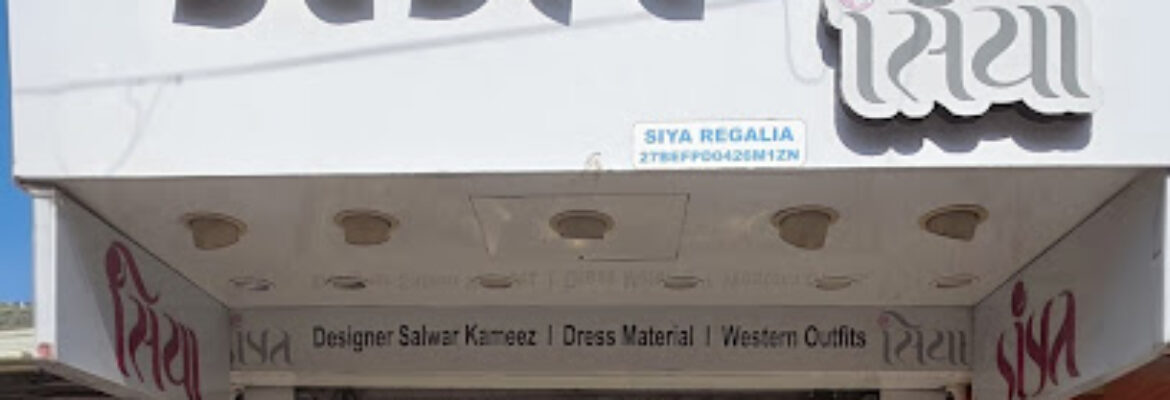 સિયા
SIYA REGALIA
27BEFPD0426M1ZN
સિયા
Designer Salwar Kameez | Dress Material | Western Outfits
સિયા